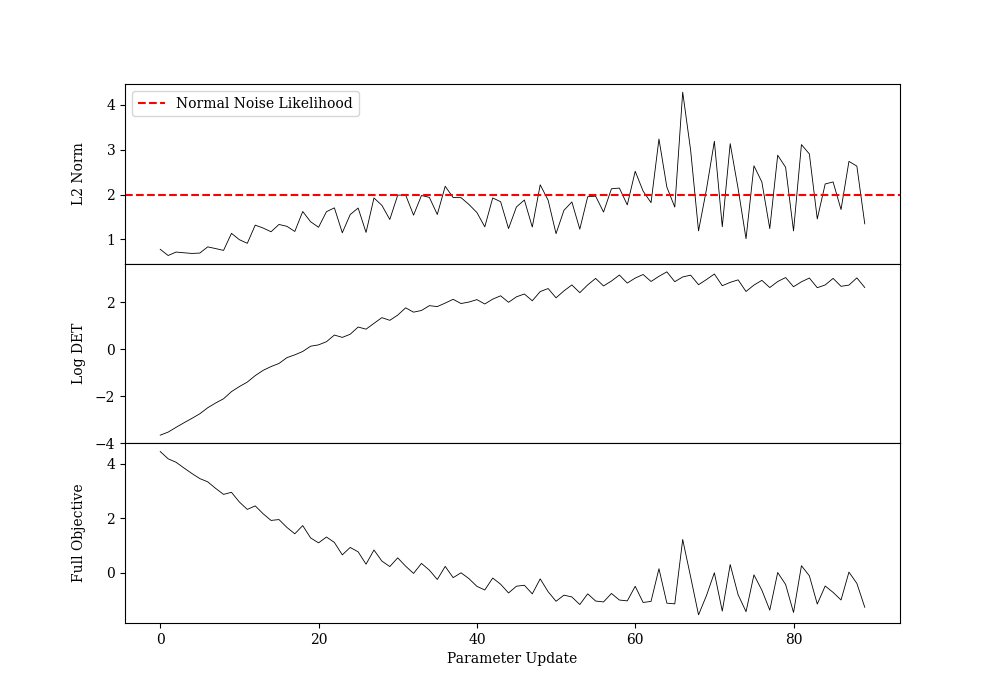 Normal Noise Likelihood
L2 Norm
4
3
2
1
Log DET
2
0
−2
−4
Full Objective
4
2
0
0 20 40 60 80
Parameter Update